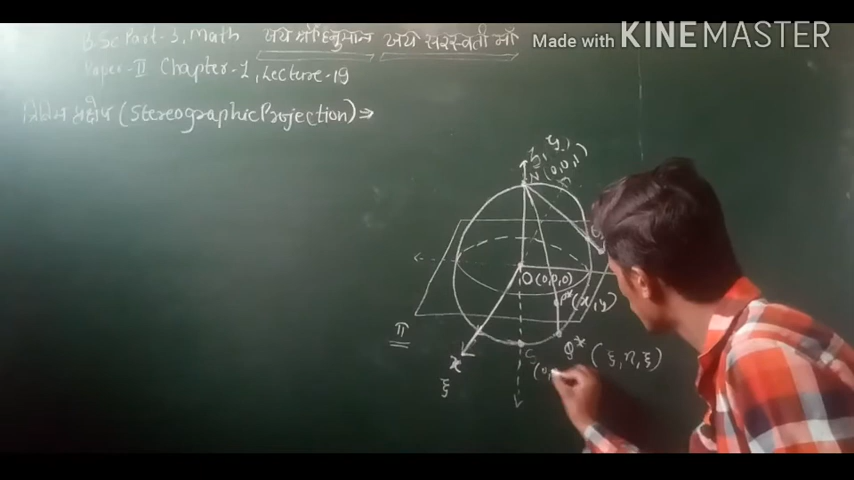 B.Sc Part-3, Math जय श्री हनुमान जय सरस्वती माँ
Made with KINEMASTER
Paper-II Chapter-1, Lecture-19
(Stereographic Projection) ⇒
N(0,0,1)
O(0,0,0)
P*(x,y)
π
x
Q*(ξ,η,ξ)
ξ
(0,